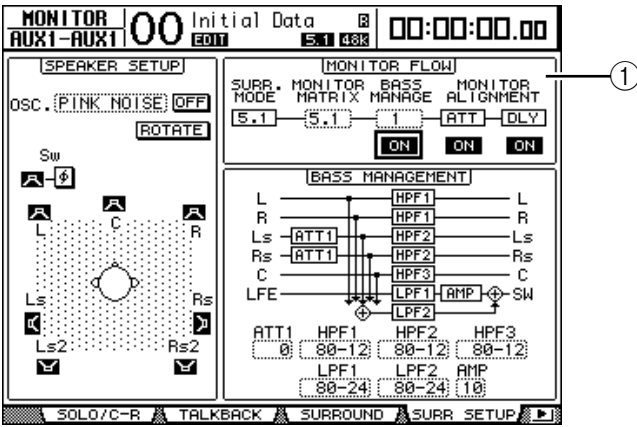 MONITOR
AUX1-AUX1
00
Initial Data
EDIT
R
5.1 48k
00:00:00.00
SPEAKER SETUP
OSC. PINK NOISE OFF
ROTATE
Sw
ϕ
L C R
Ls Rs
Ls2 Rs2
MONITOR FLOW
SURR. MODE
MONITOR MATRIX
BASS MANAGE
MONITOR ALIGNMENT
5.1 5.1 1 ATT DLY
ON ON ON
1
BASS MANAGEMENT
L HPF1 L
R HPF1 R
Ls ATT1 HPF2 Ls
Rs ATT1 HPF2 Rs
C HPF3 C
LFE LPF1 AMP SW
LPF2
ATT1 HPF1 HPF2 HPF3
0 80-12 80-12 80-12
LPF1 LPF2 AMP
80-24 80-24 10
SOLO/C-R TALKBACK SURROUND SURR SETUP